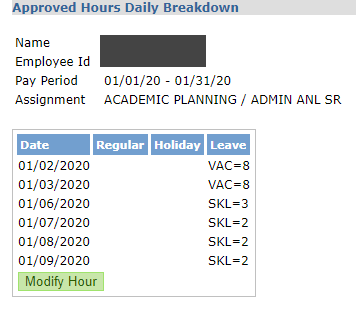 Approved Hours Daily Breakdown
Name
Employee Id
Pay Period 01/01/20 - 01/31/20
Assignment ACADEMIC PLANNING / ADMIN ANL SR
Date Regular Holiday Leave
01/02/2020 VAC=8
01/03/2020 VAC=8
01/06/2020 SKL=3
01/07/2020 SKL=2
01/08/2020 SKL=2
01/09/2020 SKL=2
Modify Hour